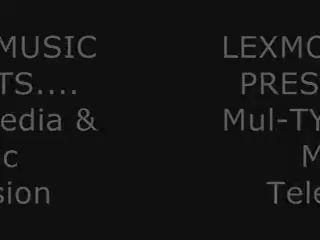 MUSIC LEXMO
TS.... PRES
edia & Mul-TY
c M
sion Tele